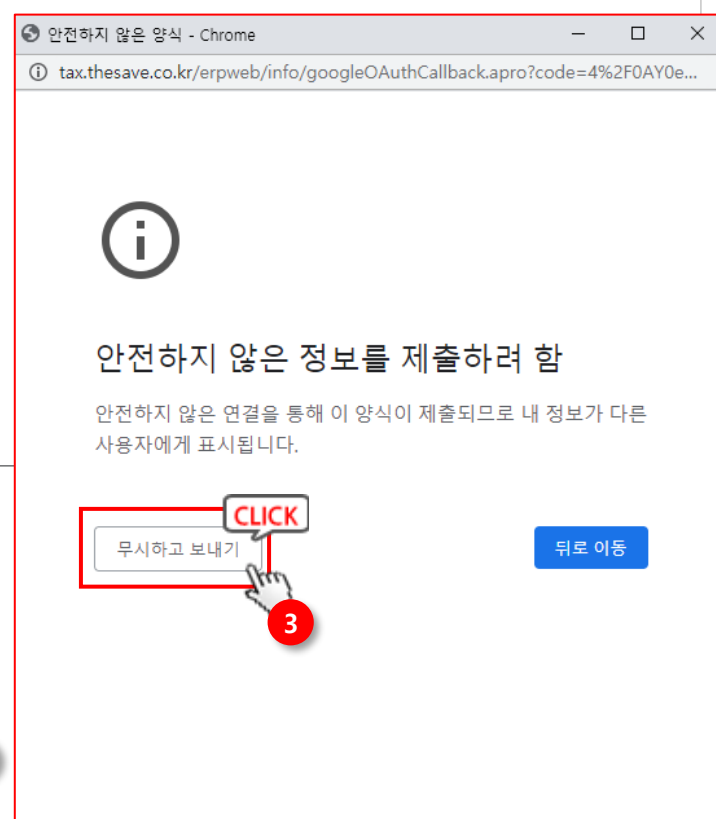 안전하지 않은 양식 - Chrome
tax.thesave.co.kr/erpweb/info/googleOAuthCallback.apro?code=4%2F0AY0e...
안전하지 않은 정보를 제출하려 함
안전하지 않은 연결을 통해 이 양식이 제출되므로 내 정보가 다른
사용자에게 표시됩니다.
CLICK
무시하고 보내기
뒤로 이동
3